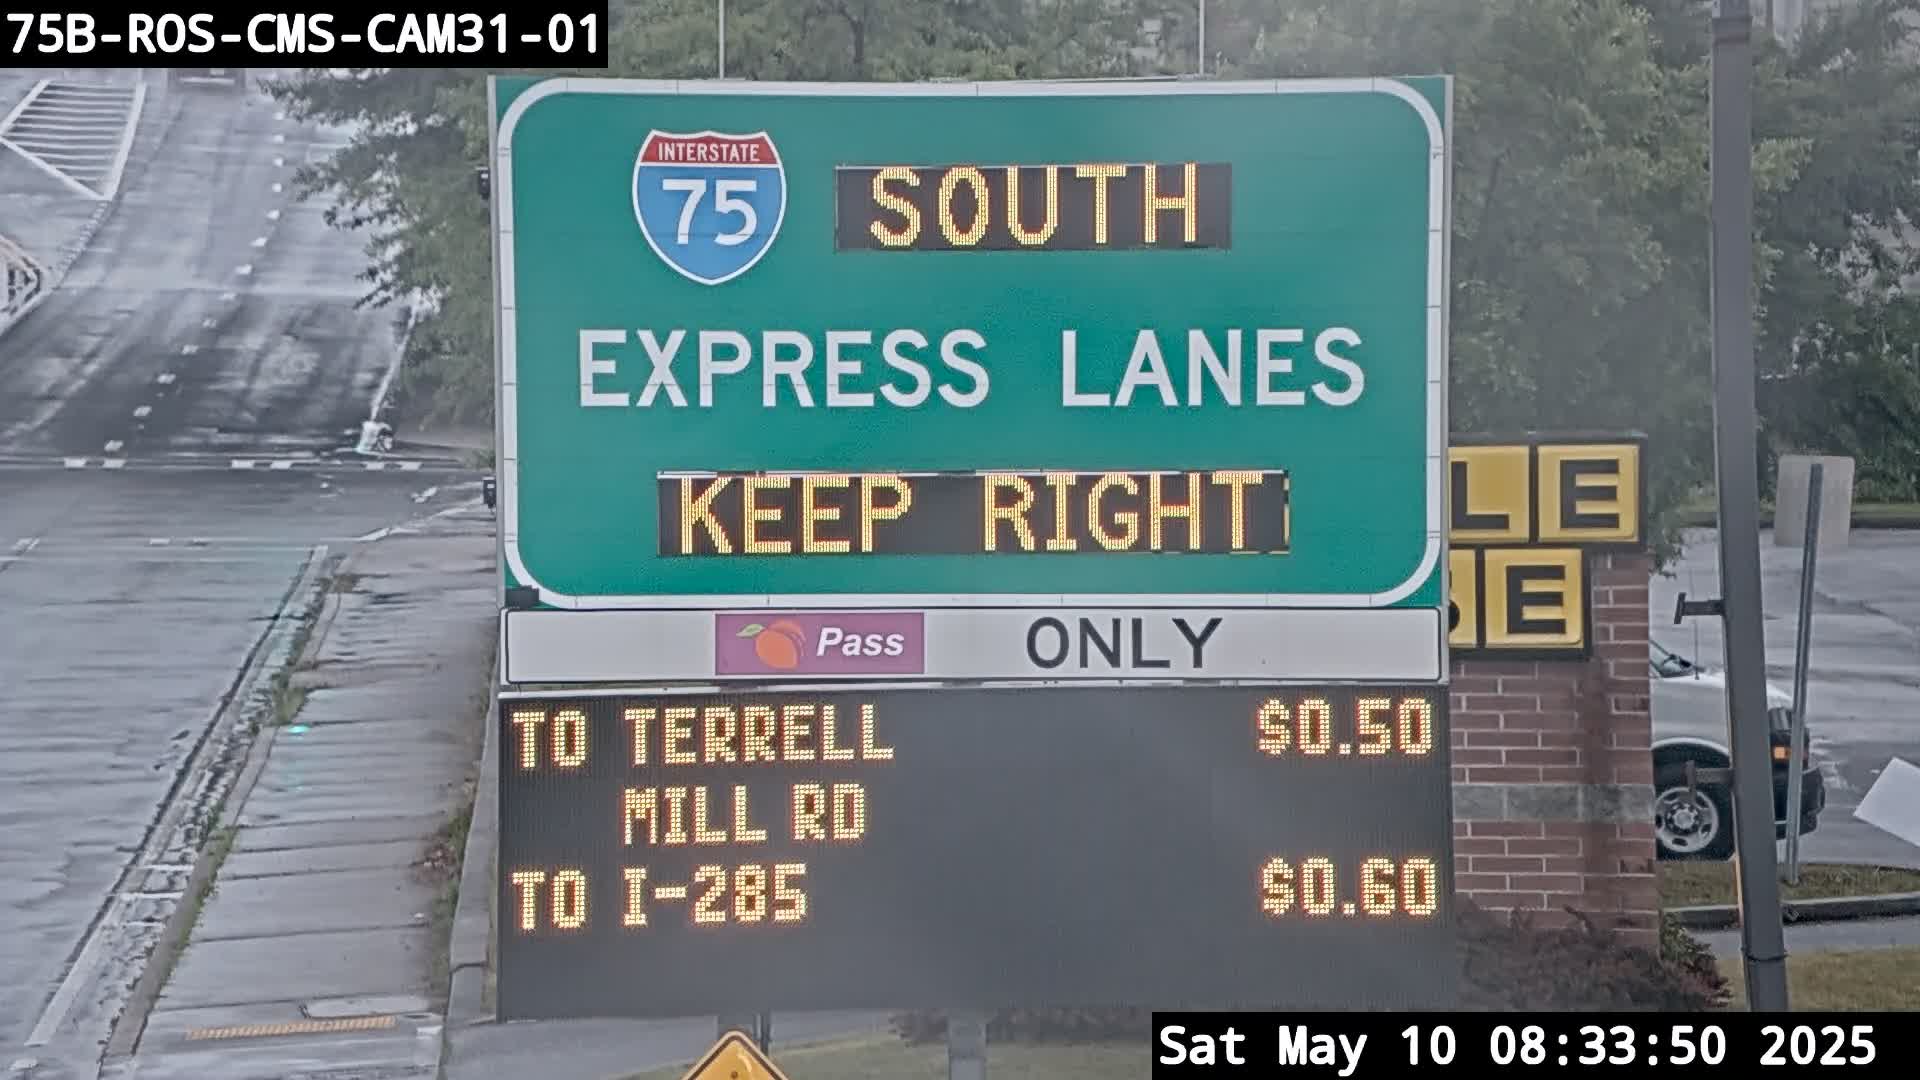 75B-ROS-CMS-CAM31-01
INTERSTATE
75
SOUTH
EXPRESS LANES
KEEP RIGHT
LE
E
Pass ONLY
TO TERRELL $0.50
MILL RD
TO I-285 $0.60
Sat May 10 08:33:50 2025